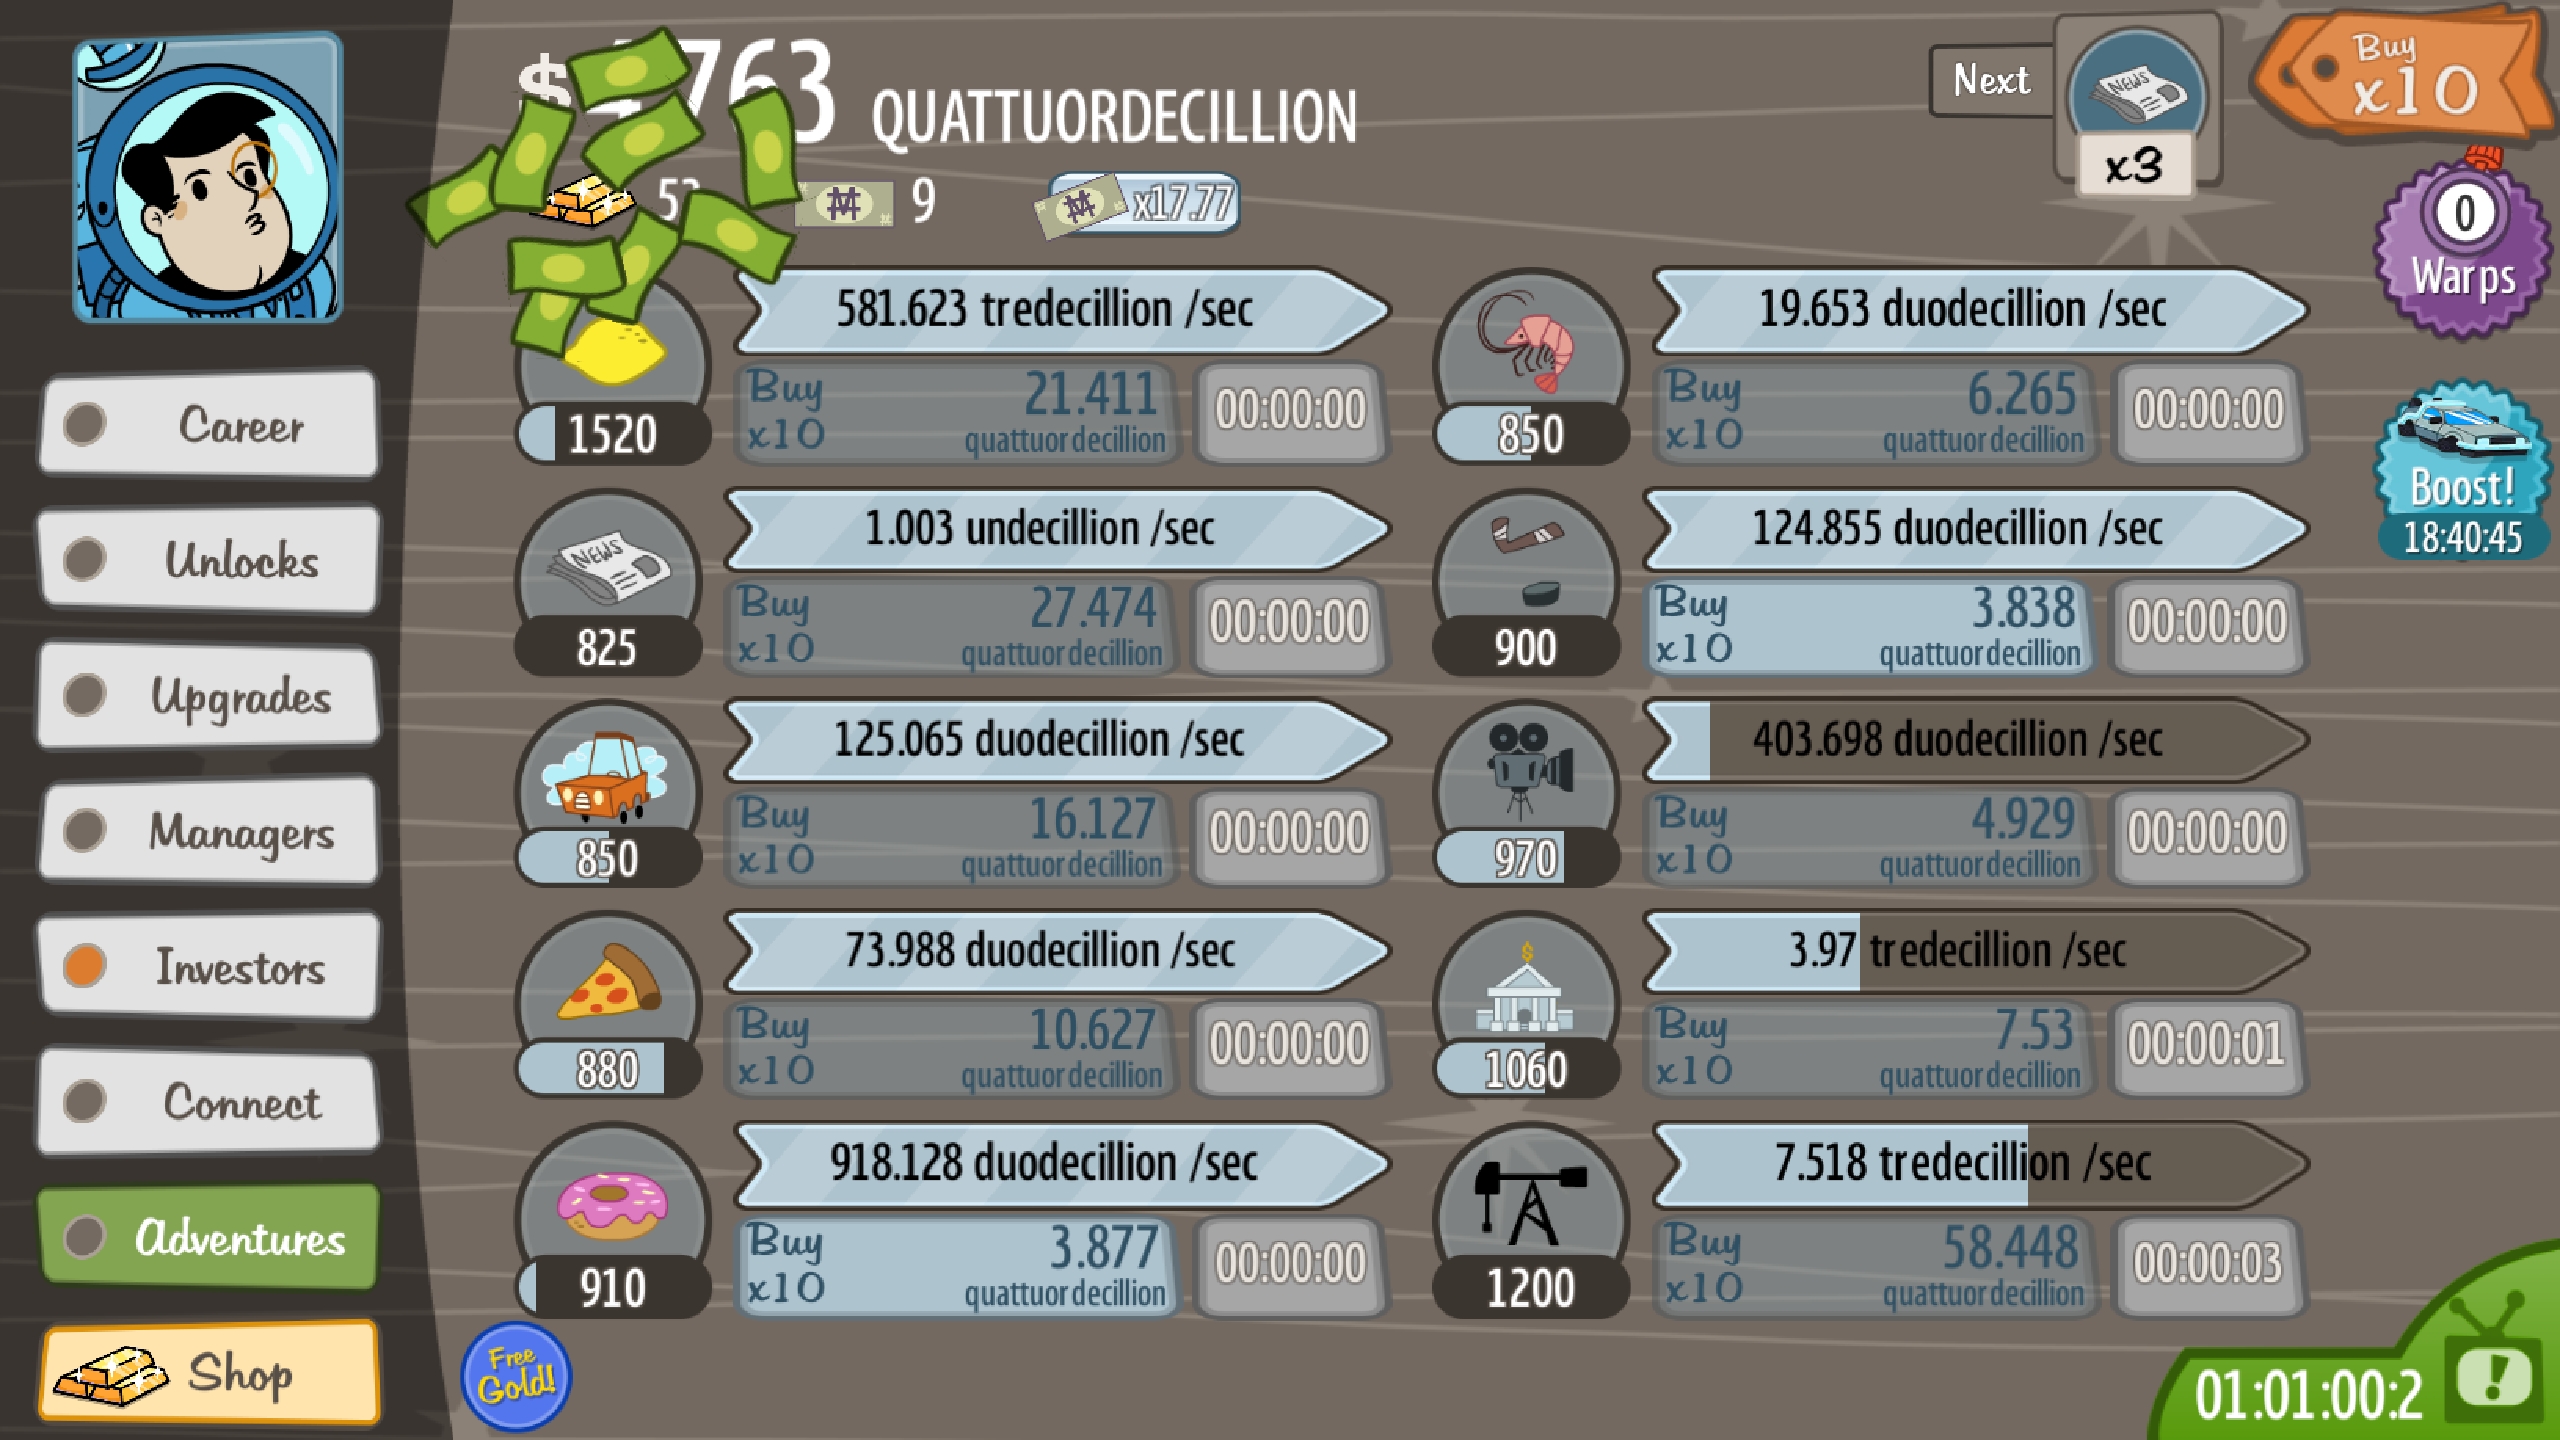 763 QUATTUORDECILLION
9
x17.77
Next
x3
Buy
x10
0
Warps
Boost!
18:40:45
Career
Unlocks
Upgrades
Managers
Investors
Connect
Adventures
Shop
581.623 tredecillion /sec
Buy
x10
21.411
quattuordecillion
00:00:00
1520
19.653 duodecillion /sec
Buy
x10
6.265
quattuordecillion
00:00:00
850
NEWS
1.003 undecillion /sec
Buy
x10
27.474
quattuordecillion
00:00:00
825
124.855 duodecillion /sec
Buy
x10
3.838
quattuordecillion
00:00:00
900
125.065 duodecillion /sec
Buy
x10
16.127
quattuordecillion
00:00:00
850
403.698 duodecillion /sec
Buy
x10
4.929
quattuordecillion
00:00:00
970
73.988 duodecillion /sec
Buy
x10
10.627
quattuordecillion
00:00:00
880
3.97 tredecillion /sec
Buy
x10
7.53
quattuordecillion
00:00:01
1060
918.128 duodecillion /sec
Buy
x10
3.877
quattuordecillion
00:00:00
910
7.518 tredecillion /sec
Buy
x10
58.448
quattuordecillion
00:00:03
1200
Free
Gold!
01:01:00:2